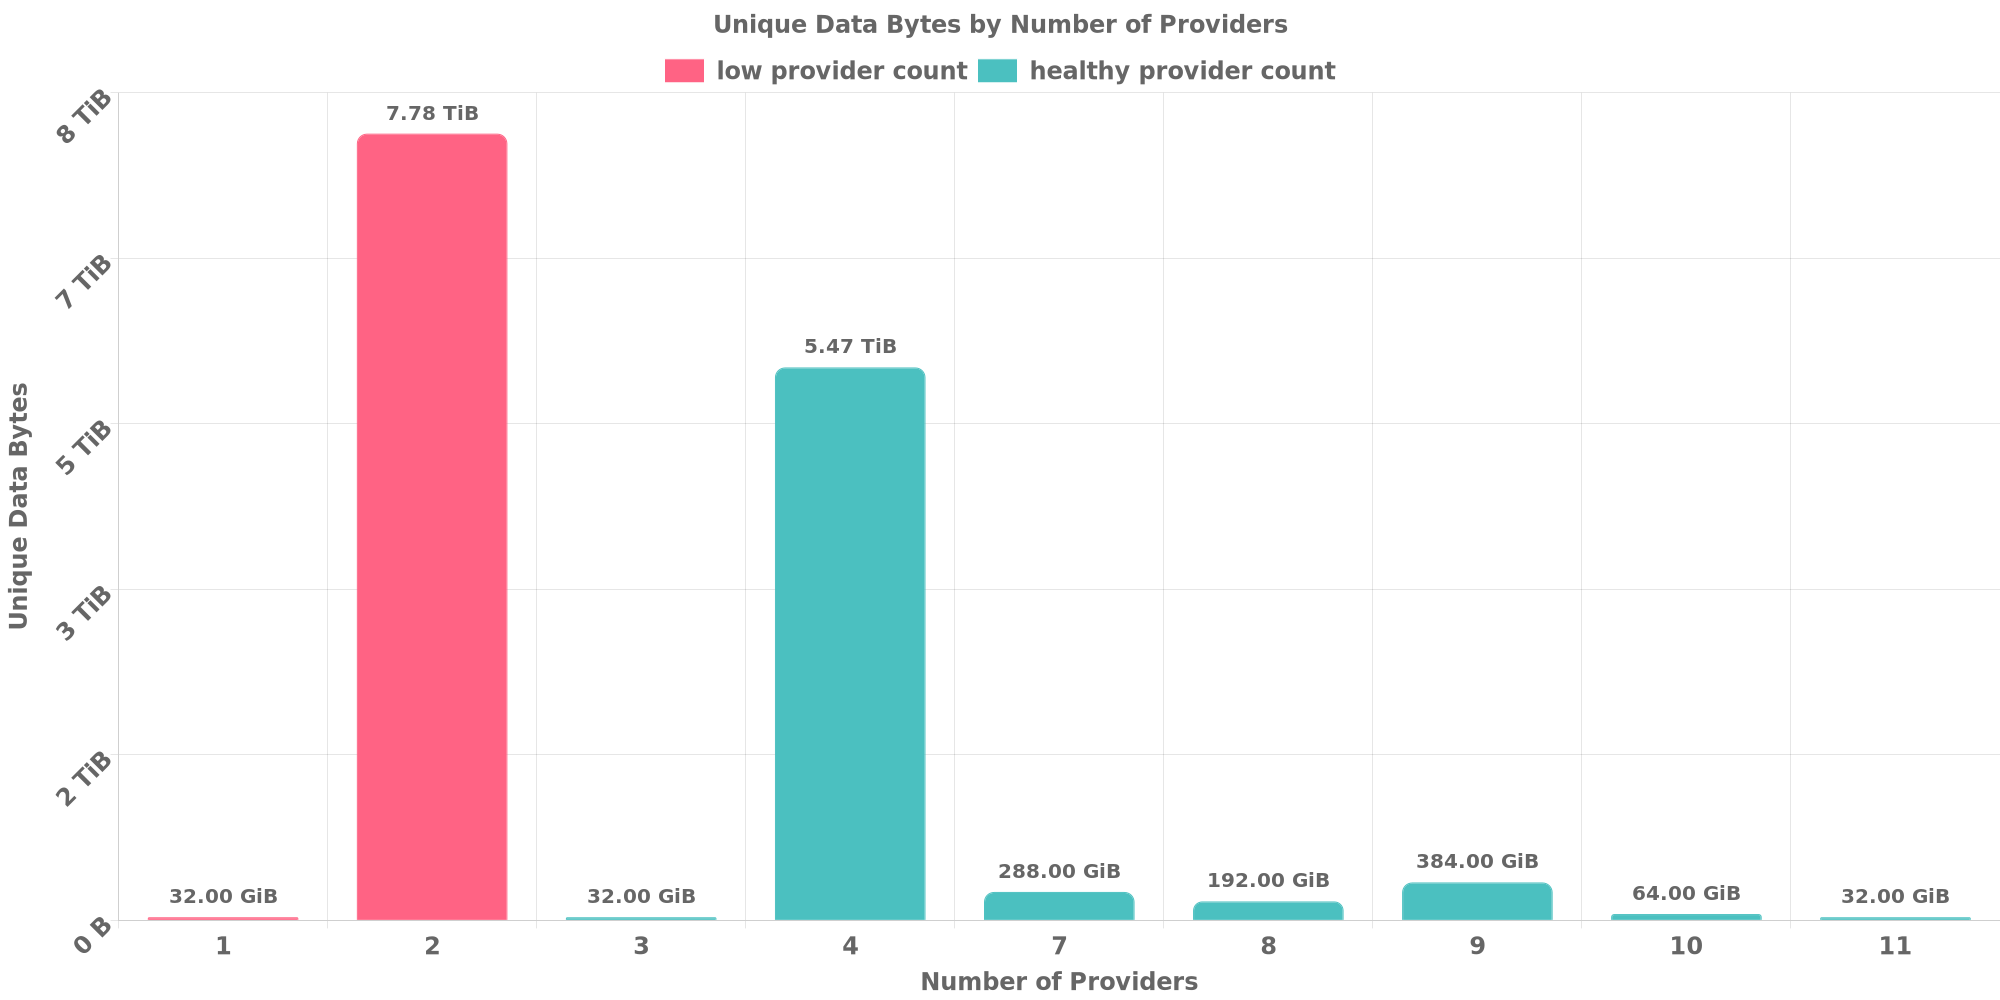 Unique Data Bytes by Number of Providers
low provider count healthy provider count
8 TiB
7 TiB
5 TiB
3 TiB
2 TiB
0 B
Unique Data Bytes
32.00 GiB
7.78 TiB
32.00 GiB
5.47 TiB
288.00 GiB
192.00 GiB
384.00 GiB
64.00 GiB
32.00 GiB
1 2 3 4 7 8 9 10 11
Number of Providers